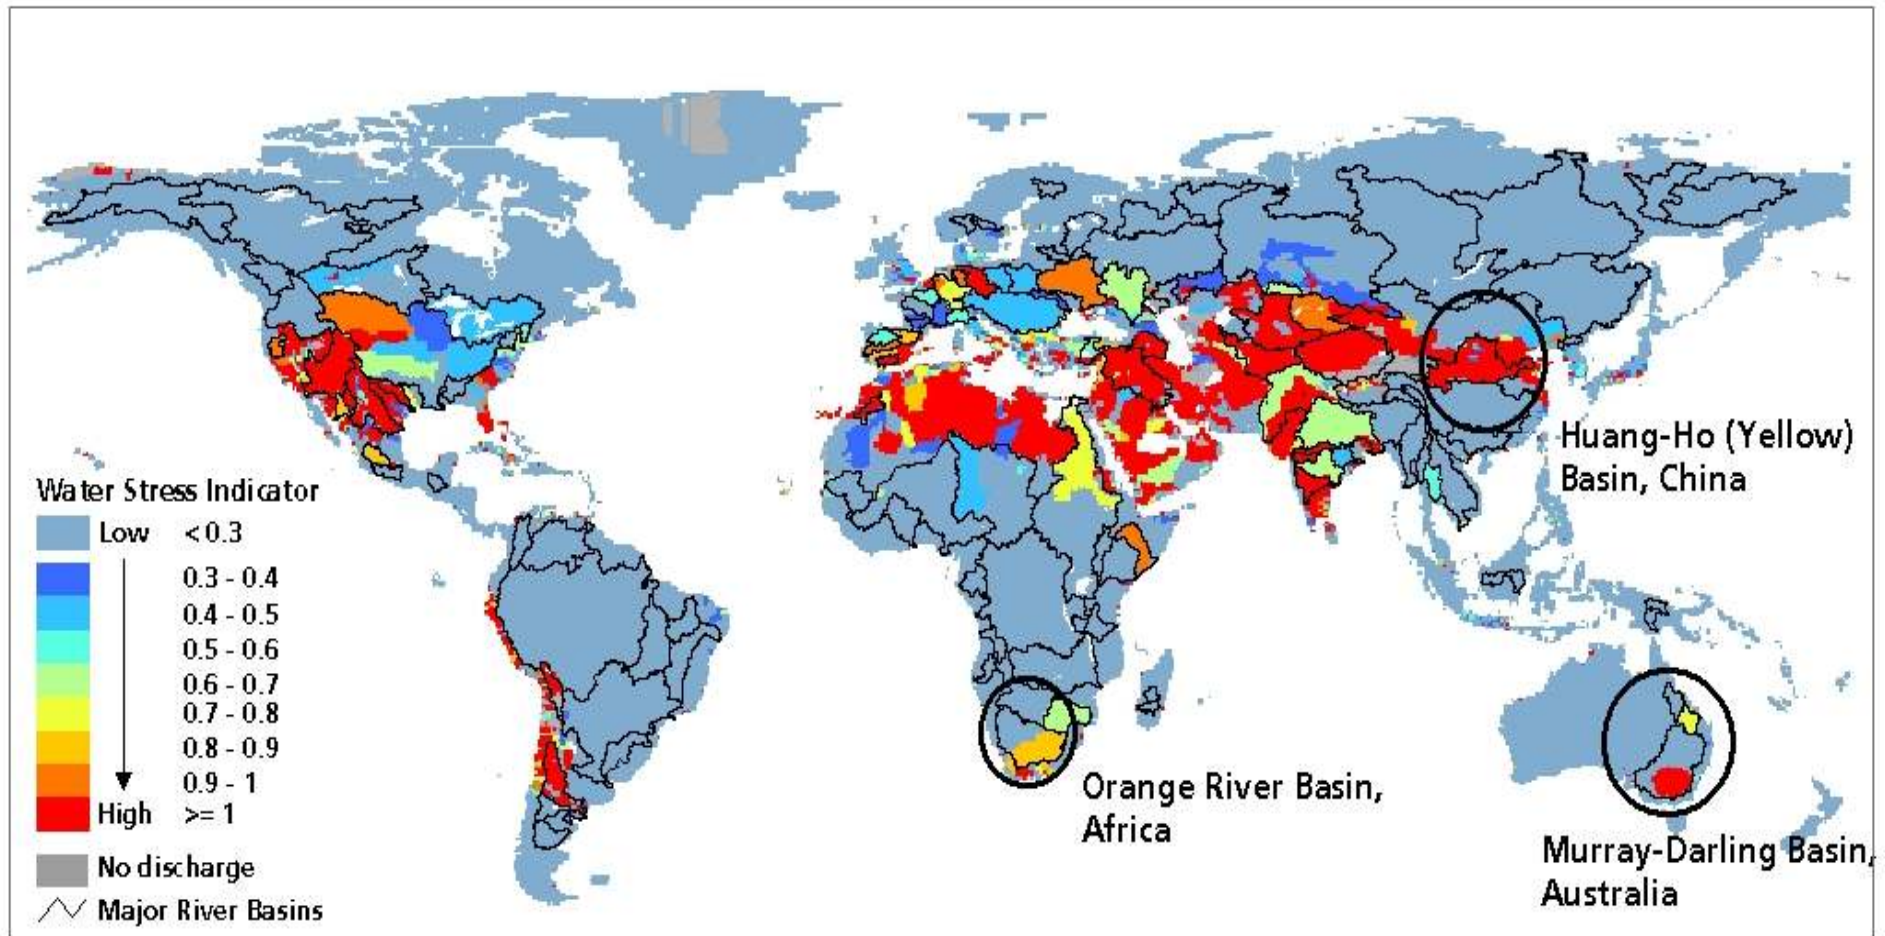 Huang-Ho (Yellow)
Basin, China
Water Stress Indicator
Low < 0.3
0.3 - 0.4
0.4 - 0.5
0.5 - 0.6
0.6 - 0.7
0.7 - 0.8
0.8 - 0.9
0.9 - 1
High >= 1
No discharge
Major River Basins
Orange River Basin,
Africa
Murray-Darling Basin,
Australia